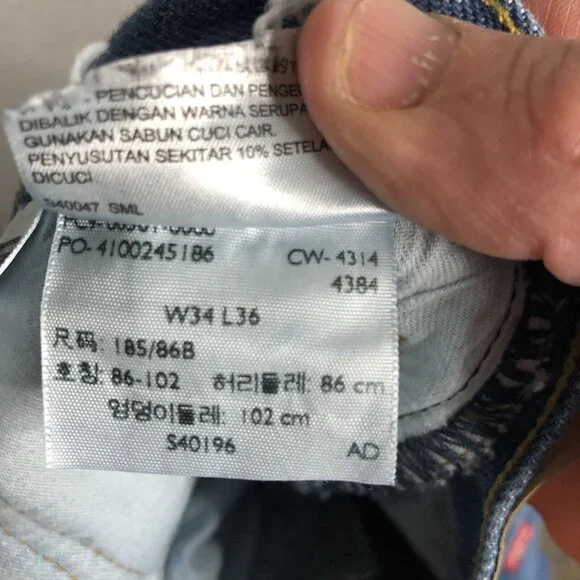 PENCUCIAN DAN PENGE
DIBALIK DENGAN WARNA SERUPA
GUNAKAN SABUN CUCI CAIR.
PENYUSUTAN SEKITAR 10% SETELA
DICUCI
S40047 SML
PO- 4100245186 CW- 4314
4384
W34 L36
尺码: 185/86B
호칭: 86-102 허리둘레: 86 cm
엉덩이둘레: 102 cm
S40196 AD